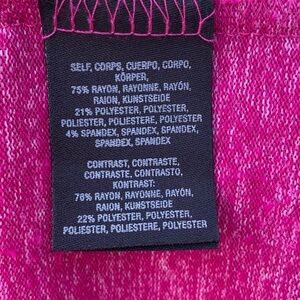 SELF, CORPS, CUERPO, CORPO,
KÖRPER,
75% RAYON, RAYONNE, RAYÓN,
RAION, KUNSTSEIDE
21% POLYESTER, POLYESTER,
POLIESTER, POLIESTERE, POLYESTER
4% SPANDEX, SPANDEX, SPANDEX,
SPANDEX, SPANDEX
CONTRAST, CONTRASTE,
CONTRASTE, CONTRASTO,
KONTRAST:
78% RAYON, RAYONNE, RAYÓN,
RAION, KUNSTSEIDE
22% POLYESTER, POLYESTER,
POLIESTER, POLIESTERE, POLYESTER